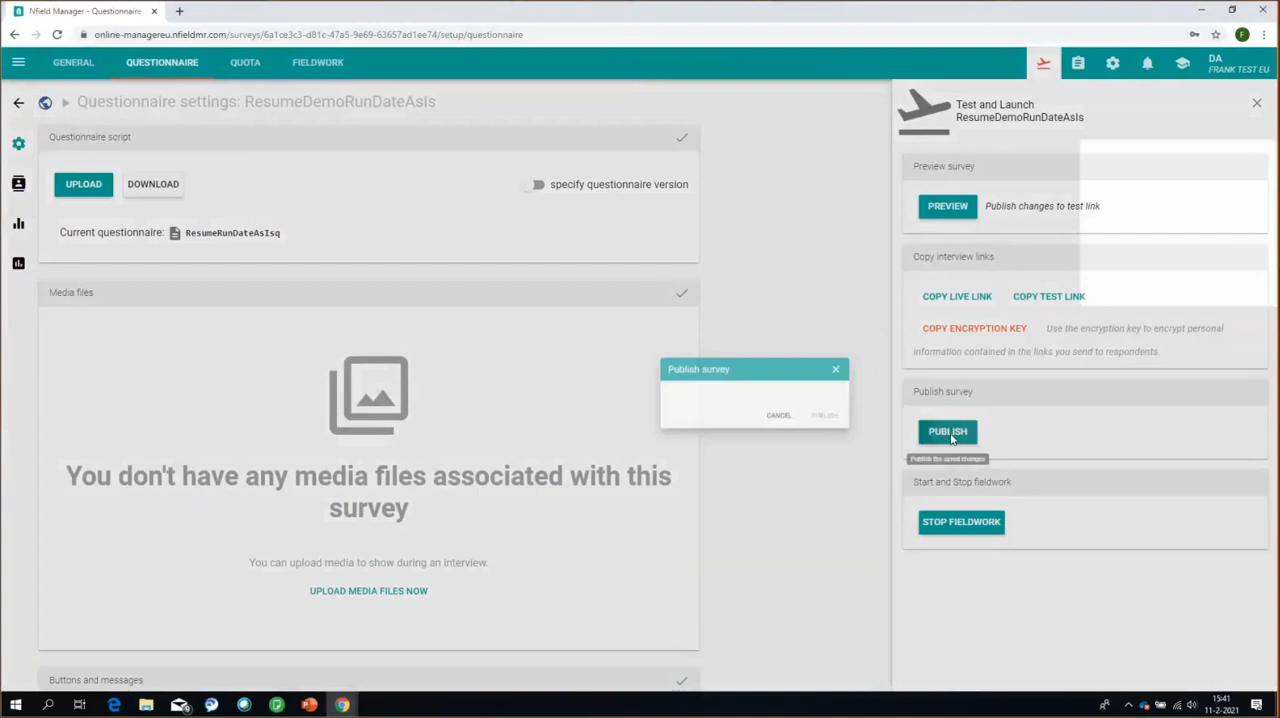 Nfield Manager - Questionnaire
online-managereu.nfieldmr.com/surveys/6a1ce3c3-d81c-47a5-9e69-63657ad1ee74/setup/questionnaire
F
GENERAL QUESTIONNAIRE QUOTA FIELDWORK
DA
FRANK TEST EU
Questionnaire settings: ResumeDemoRunDateAsIs
Test and Launch
ResumeDemoRunDateAsIs
Questionnaire script
UPLOAD DOWNLOAD specify questionnaire version
Current questionnaire: ResumeRunDateAsIsq
Preview survey
PREVIEW Publish changes to test link
Copy interview links
COPY LIVE LINK COPY TEST LINK
COPY ENCRYPTION KEY Use the encryption key to encrypt personal
information contained in the links you send to respondents.
Media files
You don't have any media files associated with this
survey
You can upload media to show during an interview.
UPLOAD MEDIA FILES NOW
Publish survey
CANCEL PUBLISH
Publish survey
PUBLISH
Publish the saved changes
Start and Stop fieldwork
STOP FIELDWORK
Buttons and messages
15:41
11-2-2021